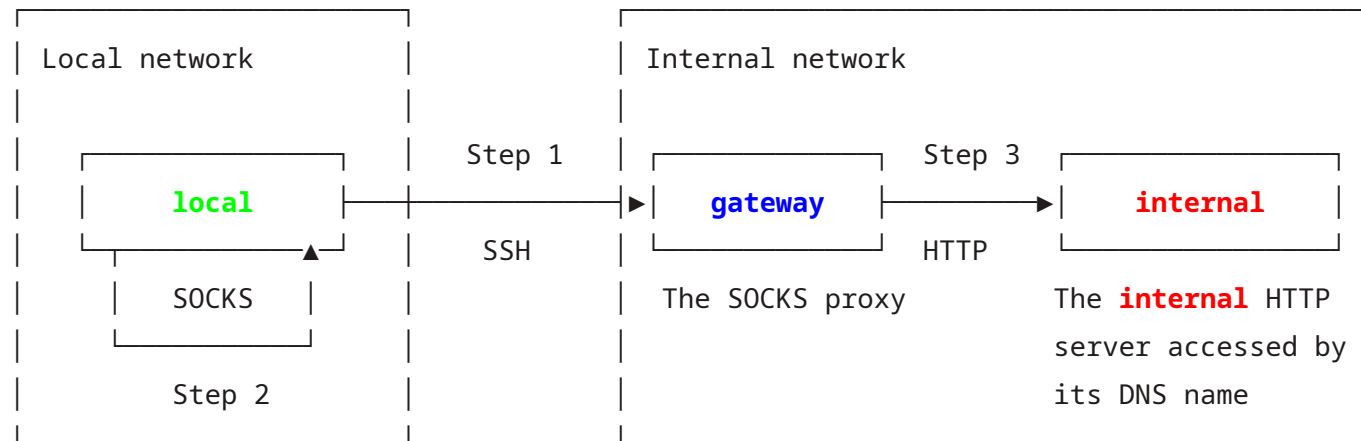 Local network
Internal network
Step 1
Step 3
local
gateway
internal
SSH
HTTP
SOCKS
The SOCKS proxy
The internal HTTP
server accessed by
Step 2
its DNS name